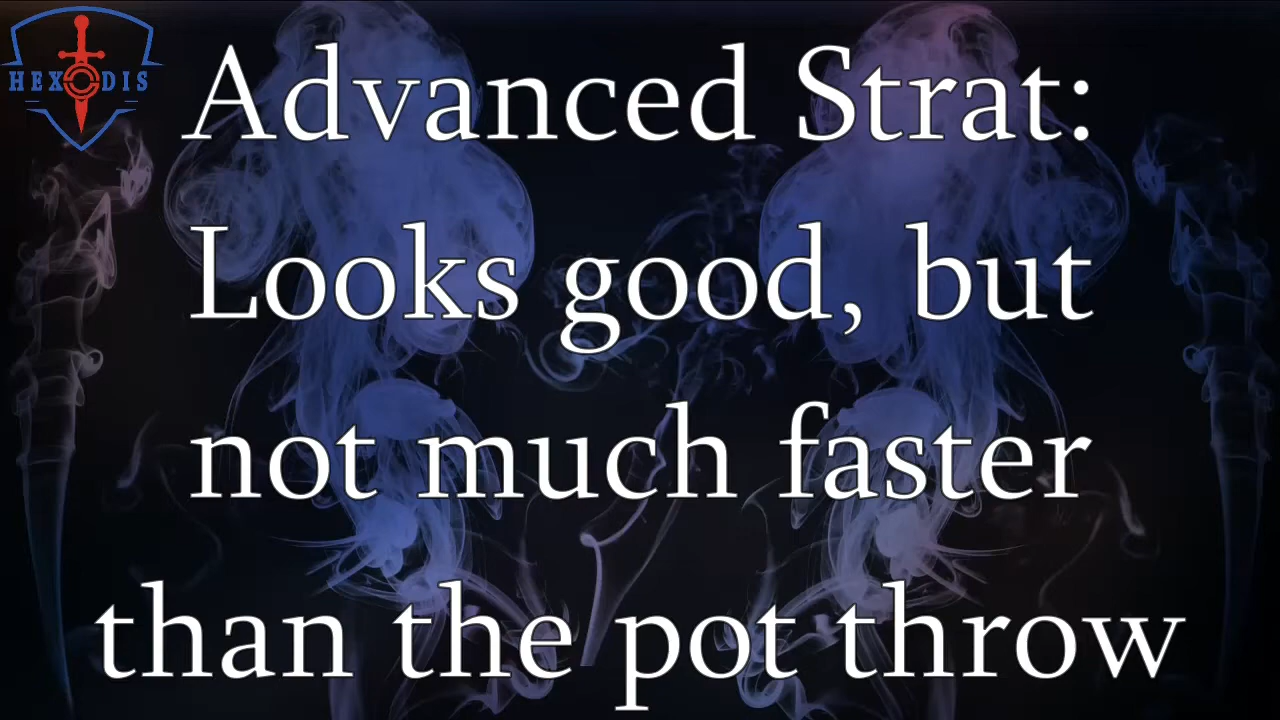 HEXODIS
Advanced Strat:
Looks good, but
not much faster
than the pot throw